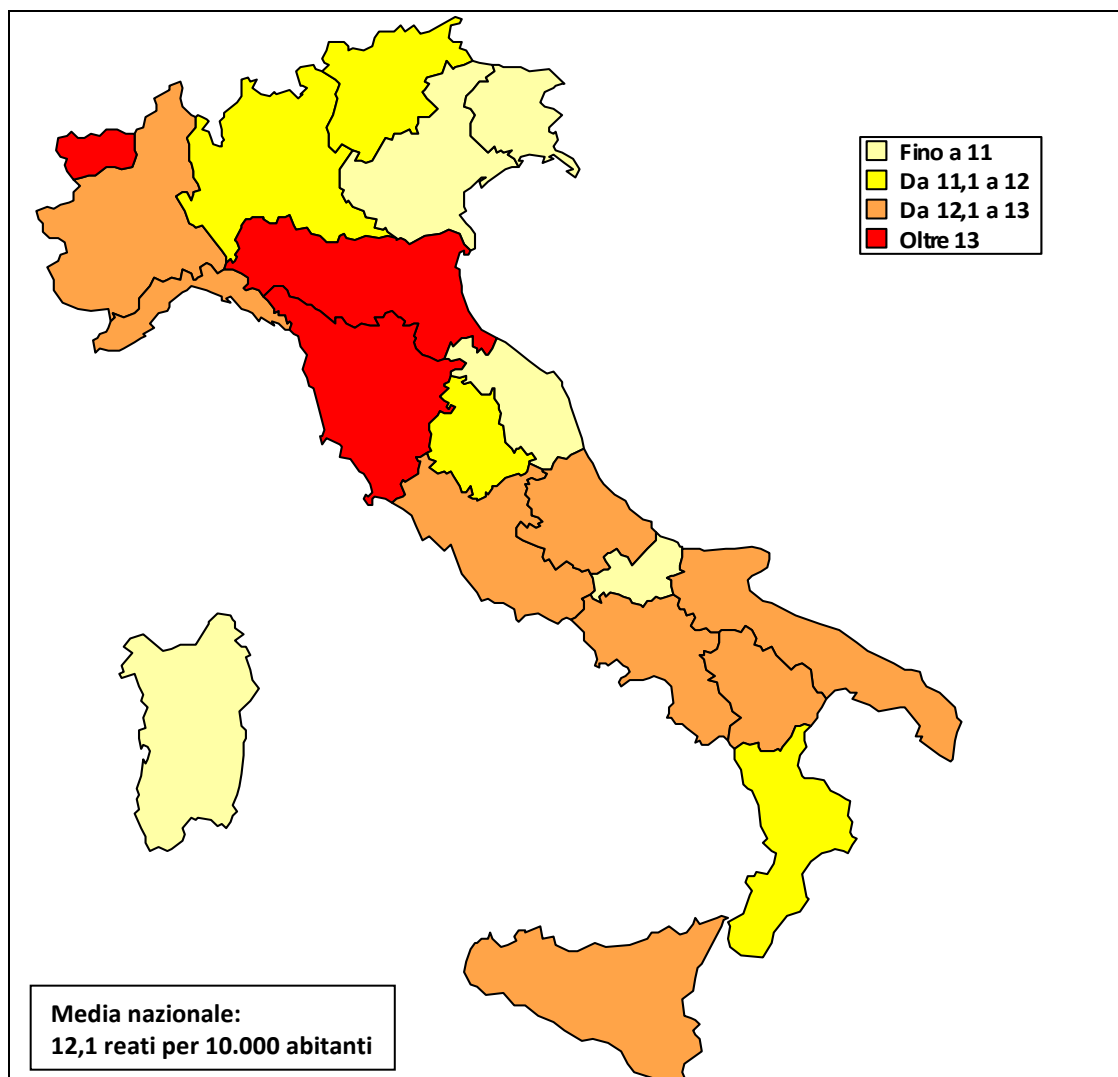 Fino a 11
Da 11,1 a 12
Da 12,1 a 13
Oltre 13
Media nazionale:
12,1 reati per 10.000 abitanti